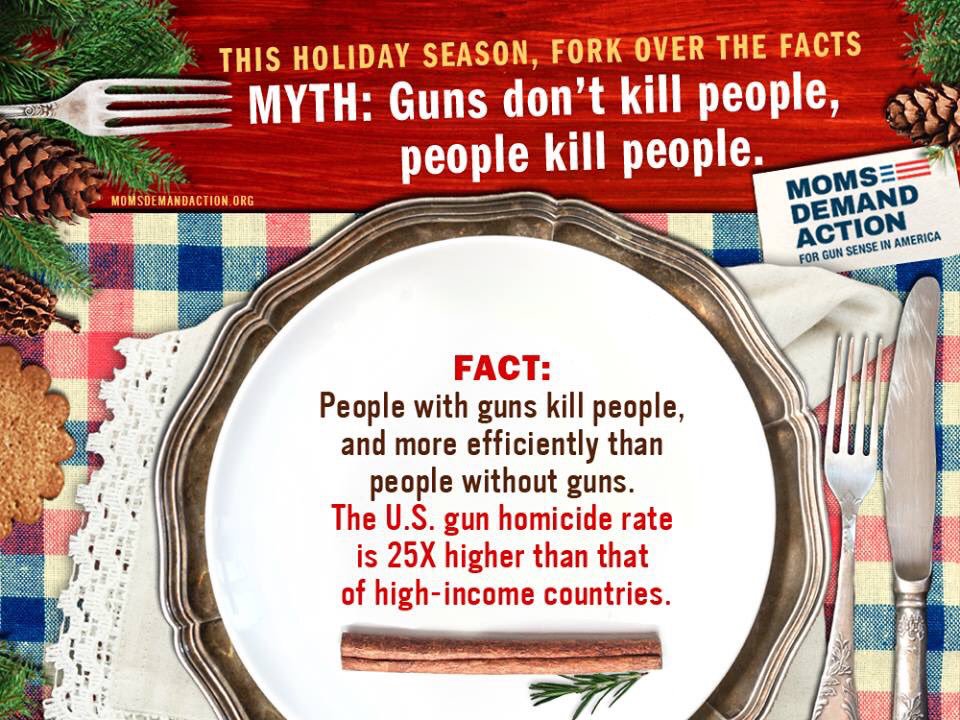 THIS HOLIDAY SEASON, FORK OVER THE FACTS
MYTH: Guns don't kill people,
people kill people.
MOMSDEMANDACTION.ORG
MOMS
DEMAND
ACTION
FOR GUN SENSE IN AMERICA
FACT:
People with guns kill people,
and more efficiently than
people without guns.
The U.S. gun homicide rate
is 25X higher than that
of high-income countries.